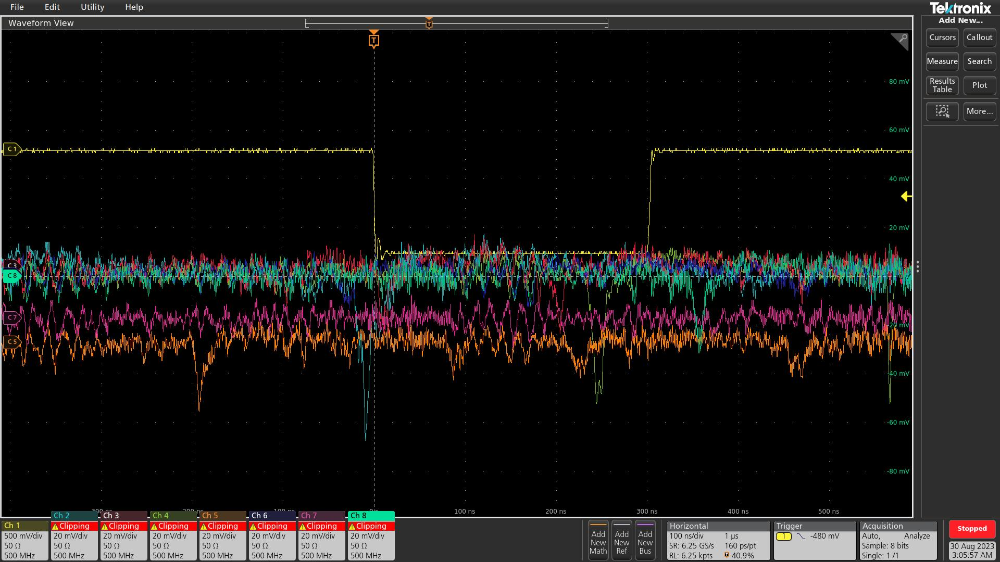 File Edit Utility Help
Tektronix
Waveform View
Add New...
Cursors Callout
Measure Search
Results Table Plot
More...
T
T
80 mV
60 mV
C 1
40 mV
20 mV
C 3
C 8
C 7
-20 mV
C 5
-40 mV
-60 mV
-80 mV
100 ns 200 ns 300 ns 400 ns 500 ns
Ch 1
500 mV/div
50 Ω
500 MHz
Ch 2
Clipping
20 mV/div
50 Ω
500 MHz
Ch 3
Clipping
20 mV/div
50 Ω
500 MHz
Ch 4
Clipping
20 mV/div
50 Ω
500 MHz
Ch 5
Clipping
20 mV/div
50 Ω
500 MHz
Ch 6
Clipping
20 mV/div
50 Ω
500 MHz
Ch 7
Clipping
20 mV/div
50 Ω
500 MHz
Ch 8
Clipping
20 mV/div
50 Ω
500 MHz
Add New Math
Add New Ref
Add New Bus
Horizontal
100 ns/div 1 µs
SR: 6.25 GS/s 160 ps/pt
RL: 6.25 kpts T 40.9%
Trigger
1 -480 mV
Acquisition
Auto, Analyze
Sample: 8 bits
Single: 1 /1
Stopped
30 Aug 2023
3:05:57 AM